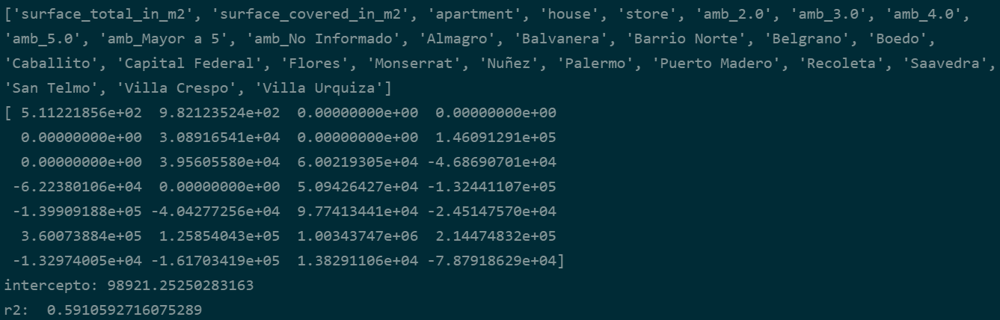 ['surface_total_in_m2', 'surface_covered_in_m2', 'apartment', 'house', 'store', 'amb_2.0', 'amb_3.0', 'amb_4.0',
'amb_5.0', 'amb_Mayor a 5', 'amb_No Informado', 'Almagro', 'Balvanera', 'Barrio Norte', 'Belgrano', 'Boedo',
'Caballito', 'Capital Federal', 'Flores', 'Monserrat', 'Nuñez', 'Palermo', 'Puerto Madero', 'Recoleta', 'Saavedra',
'San Telmo', 'Villa Crespo', 'Villa Urquiza']
[ 5.11221856e+02  9.82123524e+02  0.00000000e+00  0.00000000e+00
  0.00000000e+00  3.08916541e+04  0.00000000e+00  1.46091291e+05
  0.00000000e+00  3.95605580e+04  6.00219305e+04 -4.68690701e+04
 -6.22380106e+04  0.00000000e+00  5.09426427e+04 -1.32441107e+05
 -1.39909188e+05 -4.04277256e+04  9.77413441e+04 -2.45147570e+04
  3.60073884e+05  1.25854043e+05  1.00343747e+06  2.14474832e+05
 -1.32974005e+04 -1.61703419e+05  1.38291106e+04 -7.87918629e+04]
intercepto: 98921.25250283163
r2:  0.5910592716075289